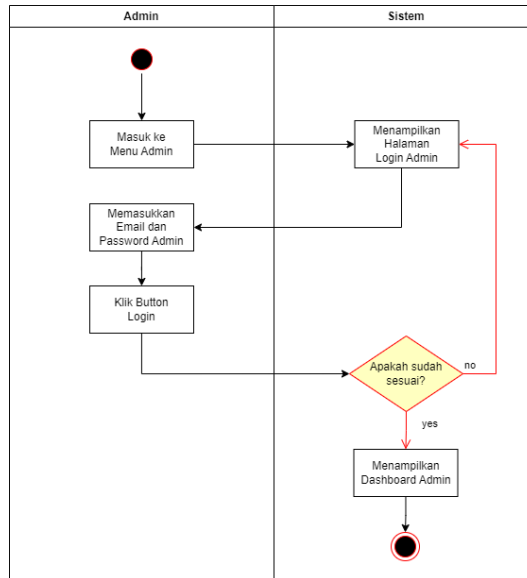 Admin
Sistem
Masuk ke
Menu Admin
Menampilkan
Halaman
Login Admin
Memasukkan
Email dan
Password Admin
Klik Button
Login
Apakah sudah
sesuai?
no
yes
Menampilkan
Dashboard Admin